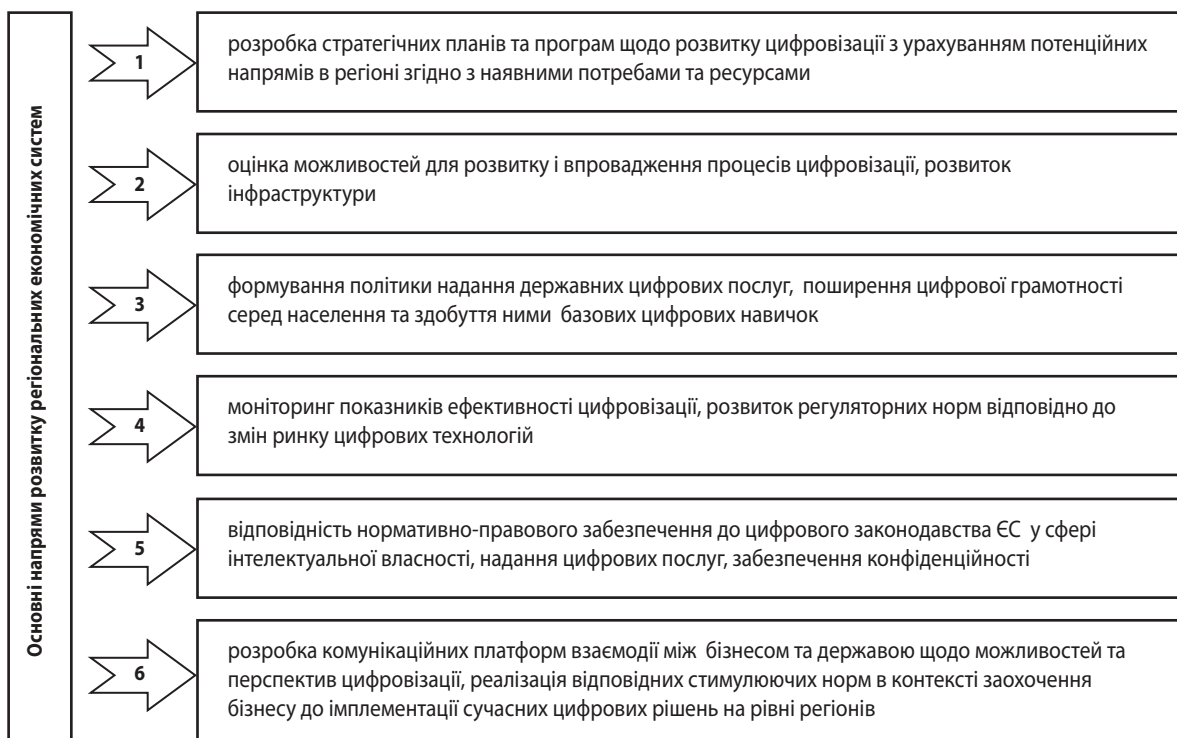 Основні напрями розвитку регіональних економічних систем
1
розробка стратегічних планів та програм щодо розвитку цифровізації з урахуванням потенційних
напрямів в регіоні згідно з наявними потребами та ресурсами
2
оцінка можливостей для розвитку і впровадження процесів цифровізації, розвиток
інфраструктури
3
формування політики надання державних цифрових послуг, поширення цифрової грамотності
серед населення та здобуття ними базових цифрових навичок
4
моніторинг показників ефективності цифровізації, розвиток регуляторних норм відповідно до
змін ринку цифрових технологій
5
відповідність нормативно-правового забезпечення до цифрового законодавства ЄС у сфері
інтелектуальної власності, надання цифрових послуг, забезпечення конфіденційності
6
розробка комунікаційних платформ взаємодії між бізнесом та державою щодо можливостей та
перспектив цифровізації, реалізація відповідних стимулюючих норм в контексті заохочення
бізнесу до імплементації сучасних цифрових рішень на рівні регіонів